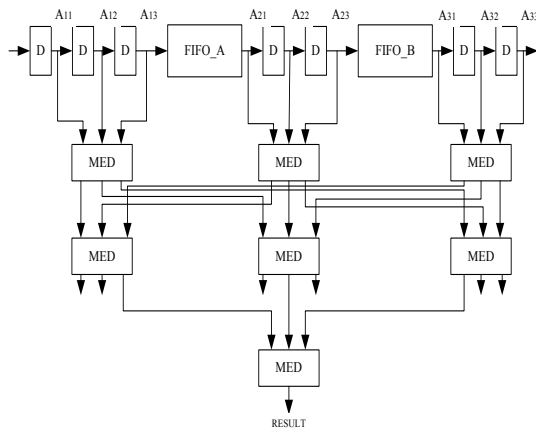 A11 A12 A13 A21 A22 A23 A31 A32 A33
D D D FIFO_A D D FIFO_B D D
MED MED MED
MED MED MED
MED
RESULT